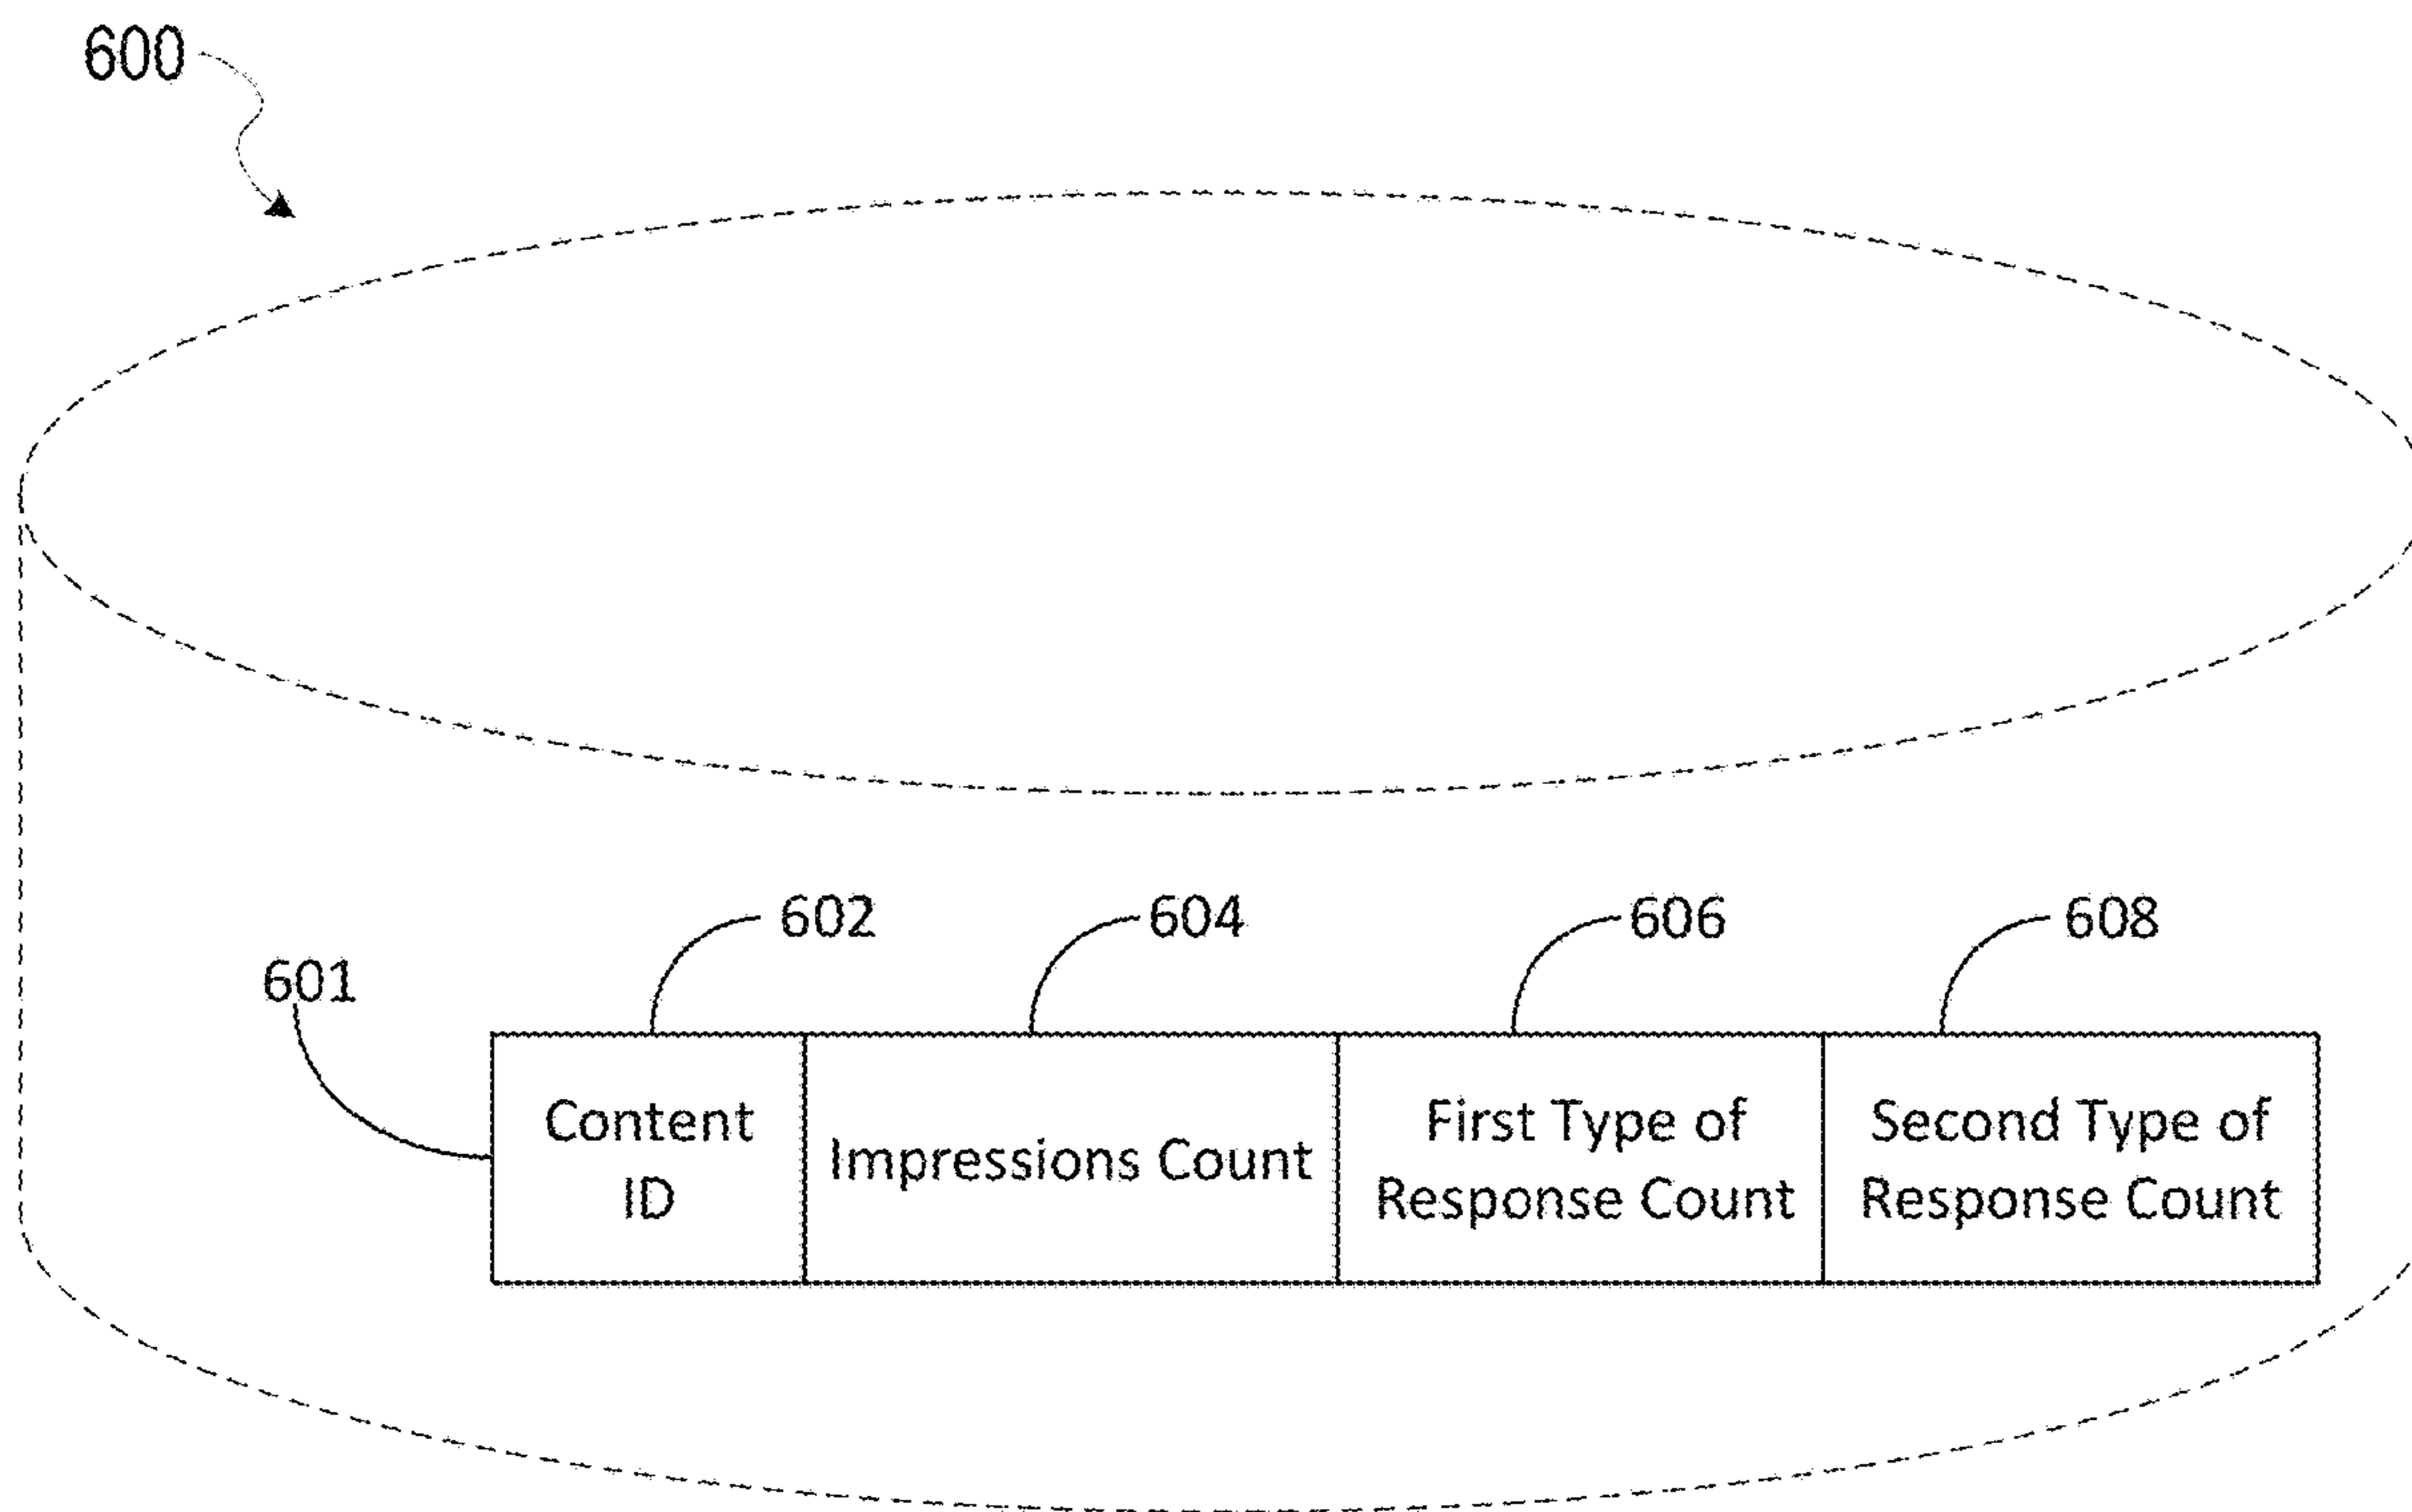 600
602
604
606
608
601
Content
ID
Impressions Count
First Type of
Response Count
Second Type of
Response Count